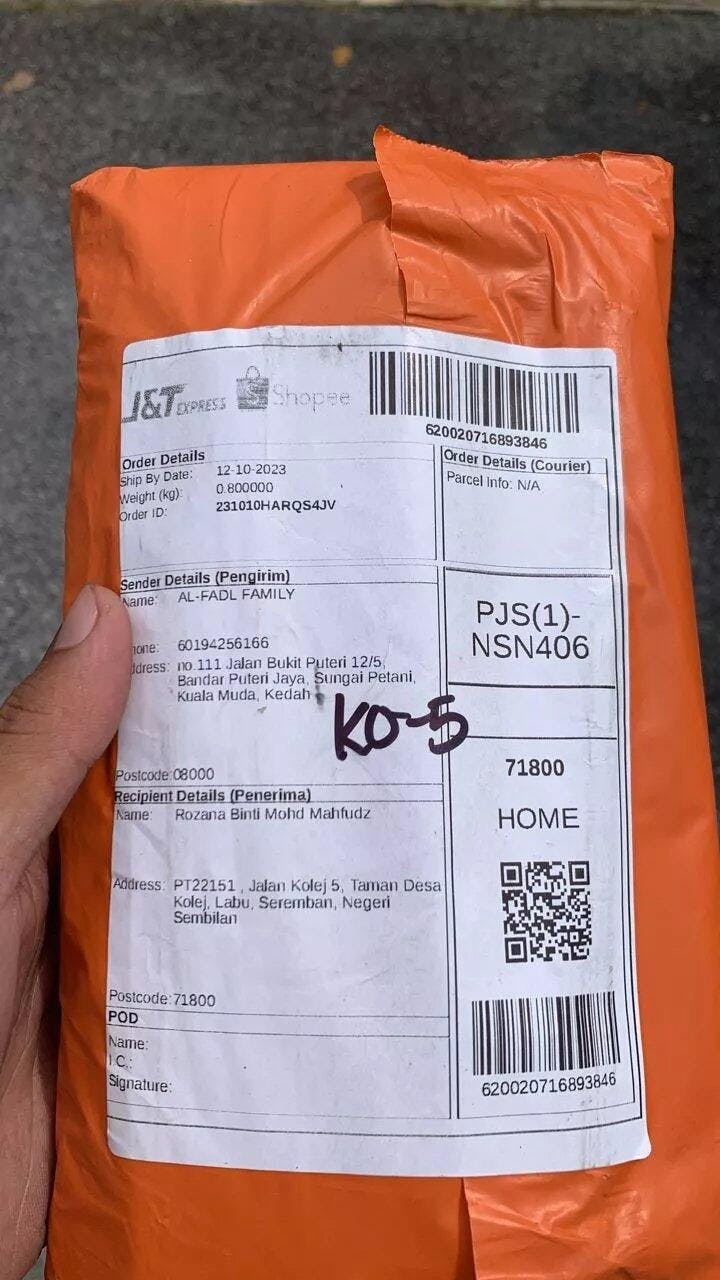 J&T EXPRESS Shopee
620020716893846
Order Details
Ship By Date: 12-10-2023
Weight (kg): 0.800000
Order ID: 231010HARQS4JV
Order Details (Courier)
Parcel Info: N/A
Sender Details (Pengirim)
Name: AL-FADL FAMILY
hone: 60194256166
ddress: no.111 Jalan Bukit Puteri 12/5,
Bandar Puteri Jaya, Sungai Petani,
Kuala Muda, Kedah
Postcode:08000
PJS(1)-
NSN406
KO-5
Recipient Details (Penerima)
Name: Rozana Binti Mohd Mahfudz
Address: PT22151 , Jalan Kolej 5, Taman Desa
Kolej, Labu, Seremban, Negeri
Sembilan
Postcode:71800
71800
HOME
POD
Name:
I.C.:
Signature:
620020716893846